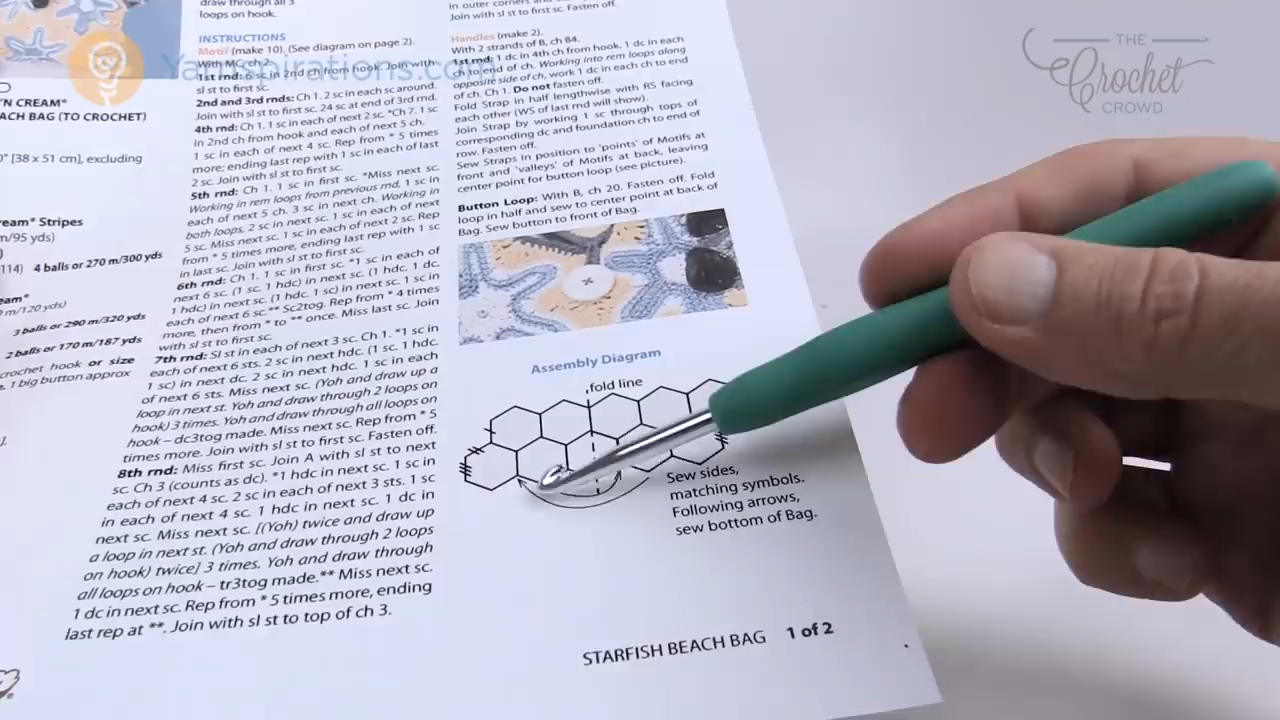 THE
Crochet
CROWD
Yarnspirations.com
'N CREAM*
ACH BAG (TO CROCHET)
0" [38 x 51 cm], excluding
eam* Stripes
m/95 yds)
114) 4 balls or 270 m/300 yds
eam*
m/120 yds)
3 balls or 290 m/320 yds
2 balls or 170 m/187 yds
crochet hook or size
1 big button approx
draw through all 3
loops on hook.
INSTRUCTIONS
Motif (make 10). (See diagram on page 2).
With MC, ch 2.
1st rnd: 6 sc in 2nd ch from hook. Join with
sl st to first sc.
2nd and 3rd rnds: Ch 1. 2 sc in each sc around.
Join with sl st to first sc. 24 sc at end of 3rd rnd.
4th rnd: Ch 1. 1 sc in each of next 2 sc. *Ch 7. 1 sc
in 2nd ch from hook and each of next 5 ch.
1 sc in each of next 4 sc. Rep from * 5 times
more; ending last rep with 1 sc in each of last
2 sc. Join with sl st to first sc.
5th rnd: Ch 1. 1 sc in first sc. *Miss next sc.
Working in rem loops from previous rnd, 1 sc in
each of next 5 ch. 3 sc in next ch. Working in
both loops, 2 sc in next sc. 1 sc in each of next
5 sc. Miss next sc. 1 sc in each of next 2 sc. Rep
from * 5 times more, ending last rep with 1 sc
in last sc. Join with sl st to first sc.
6th rnd: Ch 1. 1 sc in first sc. *1 sc in each of
next 6 sc. (1 sc. 1 hdc) in next sc. (1 hdc. 1 dc.
1 hdc) in next sc. (1 hdc. 1 sc) in next sc. 1 sc in
each of next 6 sc.** Sc2tog. Rep from * 4 times
more, then from * to ** once. Miss last sc. Join
with sl st to first sc.
7th rnd: Sl st in each of next 3 sc. Ch 1. *1 sc in
each of next 6 sts. 2 sc in next hdc. (1 sc. 1 hdc.
1 sc) in next dc. 2 sc in next hdc. 1 sc in each
of next 6 sts. Miss next sc. (Yoh and draw up a
loop in next st. Yoh and draw through 2 loops on
hook) 3 times. Yoh and draw through all loops on
hook – dc3tog made. Miss next sc. Rep from * 5
times more. Join with sl st to first sc. Fasten off.
8th rnd: Miss first sc. Join A with sl st to next
sc. Ch 3 (counts as dc). *1 hdc in next sc. 1 sc in
each of next 4 sc. 2 sc in each of next 3 sts. 1 sc
in each of next 4 sc. 1 hdc in next sc. 1 dc in
next sc. Miss next sc. [(Yoh) twice and draw up
a loop in next st. (Yoh and draw through 2 loops
on hook) twice] 3 times. Yoh and draw through
all loops on hook – tr3tog made.** Miss next sc.
1 dc in next sc. Rep from * 5 times more, ending
last rep at **. Join with sl st to top of ch 3.
Join with sl st to first sc. Fasten off.
Handles (make 2).
With 2 strands of B, ch 84.
1st rnd: 1 dc in 4th ch from hook. 1 dc in each
ch to end of ch. Working into rem loops along
opposite side of ch, work 1 dc in each ch to end
of ch. Ch 1. Do not fasten off.
Fold Strap in half lengthwise with RS facing
each other (WS of last rnd will show).
Join Strap by working 1 sc through tops of
corresponding dc and foundation ch to end of
row. Fasten off.
Sew Straps in position to 'points' of Motifs at
front and 'valleys' of Motifs at back, leaving
center point for button loop (see picture).
Button Loop: With B, ch 20. Fasten off. Fold
loop in half and sew to center point at back of
Bag. Sew button to front of Bag.
Assembly Diagram
fold line
Sew sides,
matching symbols.
Following arrows,
sew bottom of Bag.
STARFISH BEACH BAG 1 of 2